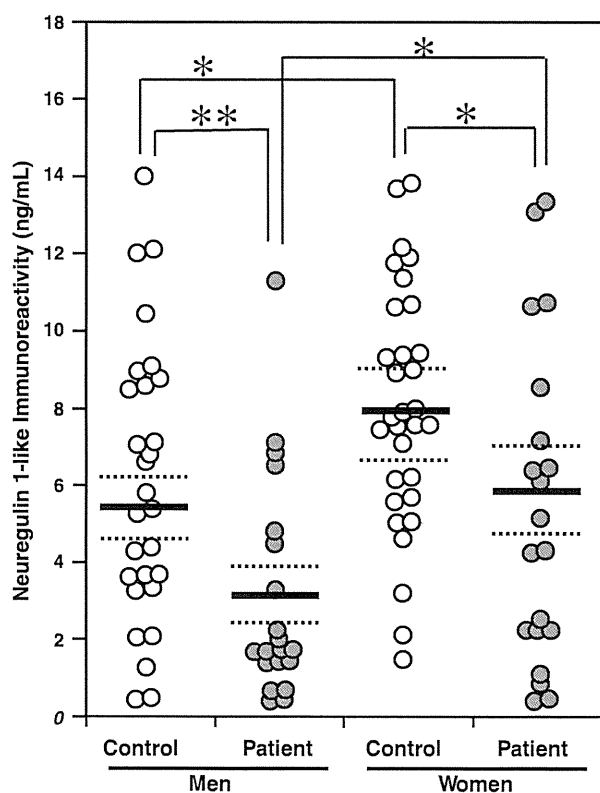 Neuregulin 1-like Immunoreactivity (ng/mL)
18
16
14
12
10
8
6
4
2
0
*
*
**
*
Control
Patient
Control
Patient
Men
Women